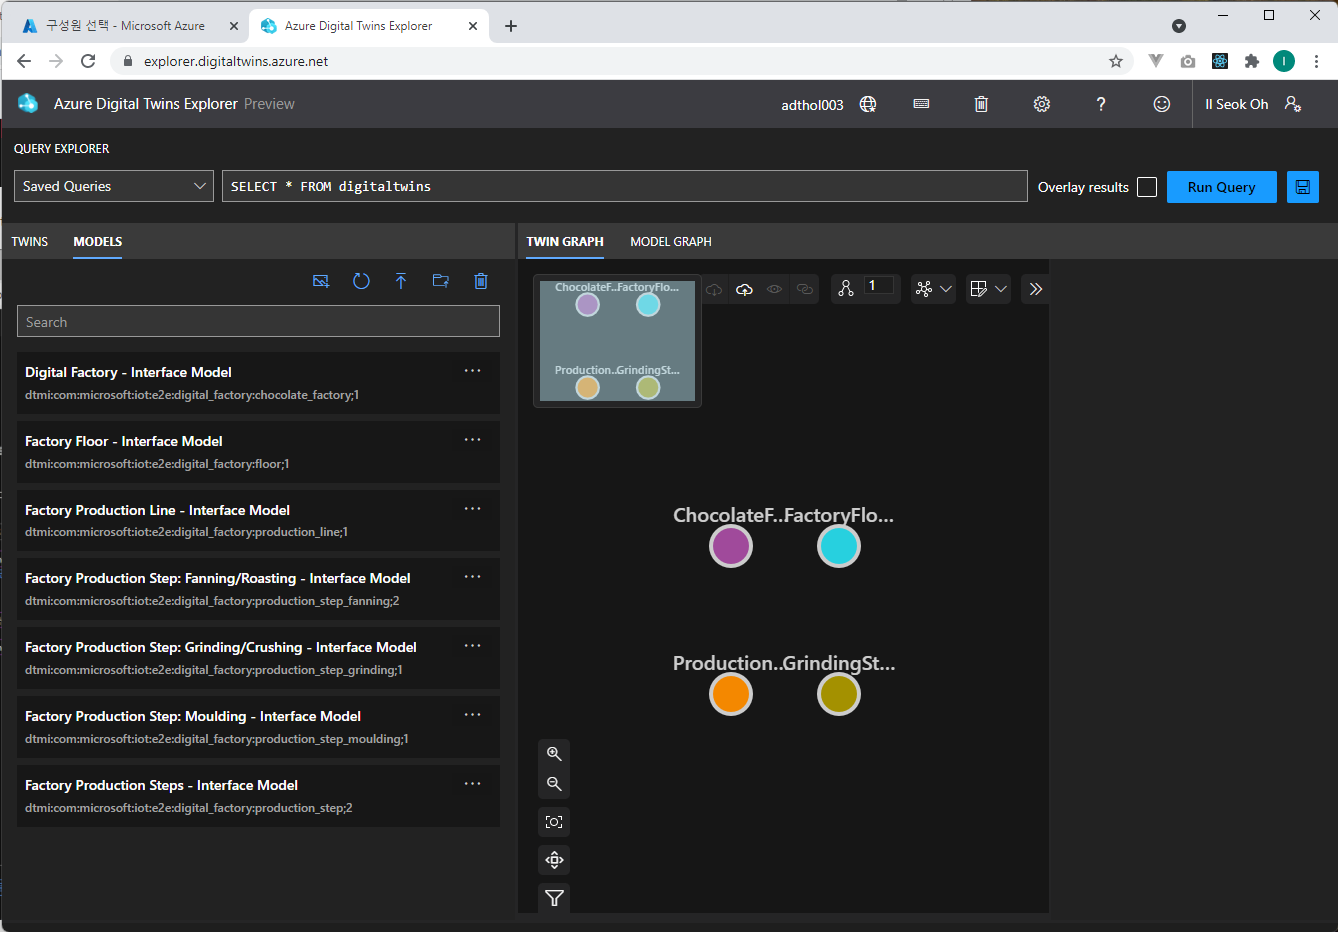 구성원 선택 - Microsoft Azure
Azure Digital Twins Explorer
explorer.digitaltwins.azure.net
I
Azure Digital Twins Explorer Preview
adthol003
Il Seok Oh
QUERY EXPLORER
Saved Queries
SELECT * FROM digitaltwins
Overlay results
Run Query
TWINS
MODELS
Search
Digital Factory - Interface Model
dtmi:com:microsoft:iot:e2e:digital_factory:chocolate_factory;1
Factory Floor - Interface Model
dtmi:com:microsoft:iot:e2e:digital_factory:floor;1
Factory Production Line - Interface Model
dtmi:com:microsoft:iot:e2e:digital_factory:production_line;1
Factory Production Step: Fanning/Roasting - Interface Model
dtmi:com:microsoft:iot:e2e:digital_factory:production_step_fanning;2
Factory Production Step: Grinding/Crushing - Interface Model
dtmi:com:microsoft:iot:e2e:digital_factory:production_step_grinding;1
Factory Production Step: Moulding - Interface Model
dtmi:com:microsoft:iot:e2e:digital_factory:production_step_moulding;1
Factory Production Steps - Interface Model
dtmi:com:microsoft:iot:e2e:digital_factory:production_step;2
TWIN GRAPH
MODEL GRAPH
1
ChocolateF...FactoryFlo...
Production...GrindingSt...
ChocolateF...FactoryFlo...
Production...GrindingSt...